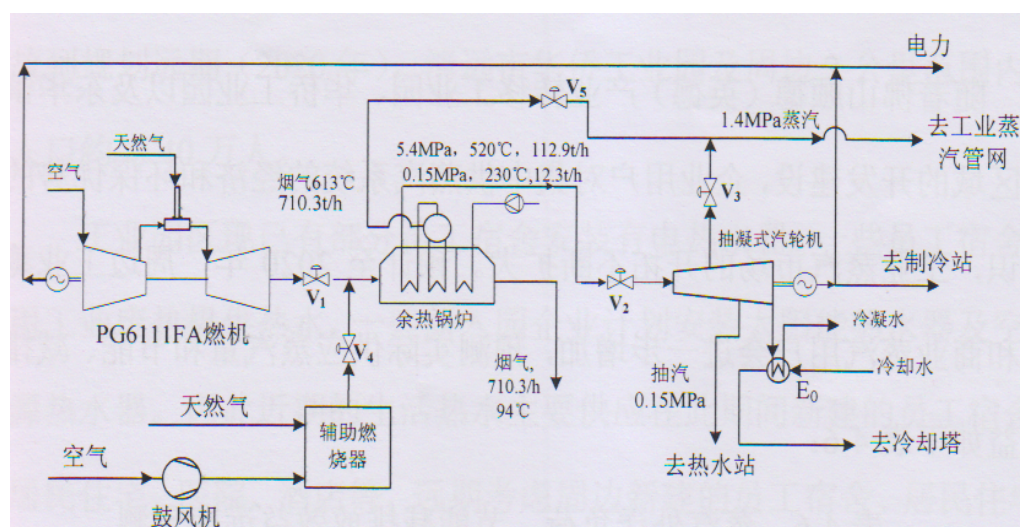 电力
V5
1.4MPa蒸汽
去工业蒸
汽管网
天然气
空气
5.4MPa，520℃，112.9t/h
0.15MPa，230℃,12.3t/h
烟气613℃
710.3t/h
V3
抽凝式汽轮机
去制冷站
V1
V2
PG6111FA燃机
余热锅炉
冷凝水
V4
烟气,
710.3/h
94℃
抽汽
0.15MPa
冷却水
E0
天然气
辅助燃
烧器
空气
去热水站
去冷却塔
鼓风机